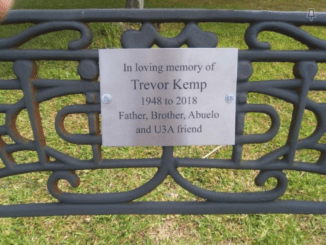 In loving memory of
Trevor Kemp
1948 to 2018
Father, Brother, Abuelo
and U3A friend